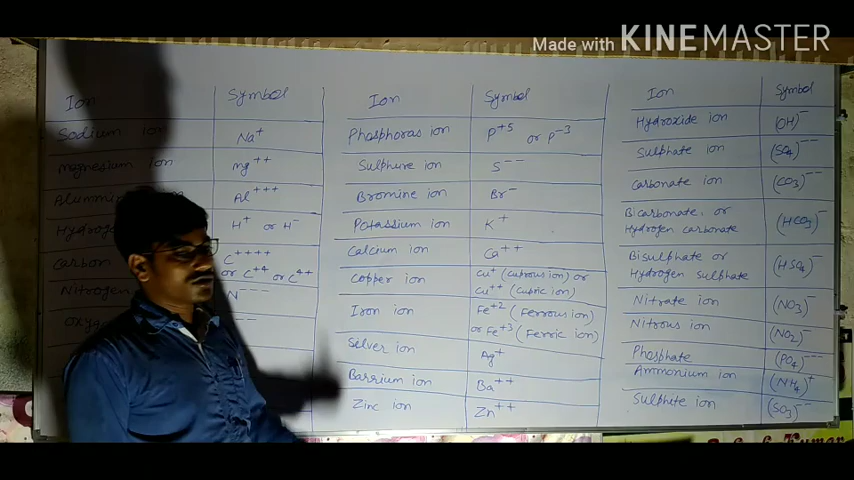 Made with KINEMASTER
Ion Symbol
Sodium ion Na+
Magnesium ion Mg++
Al+++
H+ or H-
Carbon C++++
or C+4 or C4+
Nitrogen N---
--
Ion Symbol
Phosphoras ion P+5 or P-3
Sulphure ion S--
Bromine ion Br-
Potassium ion K+
Calcium ion Ca++
Copper ion Cu+ (Cuprous ion) or
Cu++ (Cupric ion)
Iron ion Fe+2 (Ferrous ion)
or Fe+3 (Ferric ion)
Silver ion Ag+
Barrium ion Ba++
Zinc ion Zn++
Ion Symbol
Hydroxide ion (OH)-
Sulphate ion (SO4)--
Carbonate ion (CO3)--
Bicarbonate or
Hydrogen carbonate (HCO3)-
Bisulphate or
Hydrogen sulphate (HSO4)-
Nitrate ion (NO3)-
Nitrous ion (NO2)-
Phosphate (PO4)---
Ammonium ion (NH4)+
Sulphite ion (SO3)--
Kumar